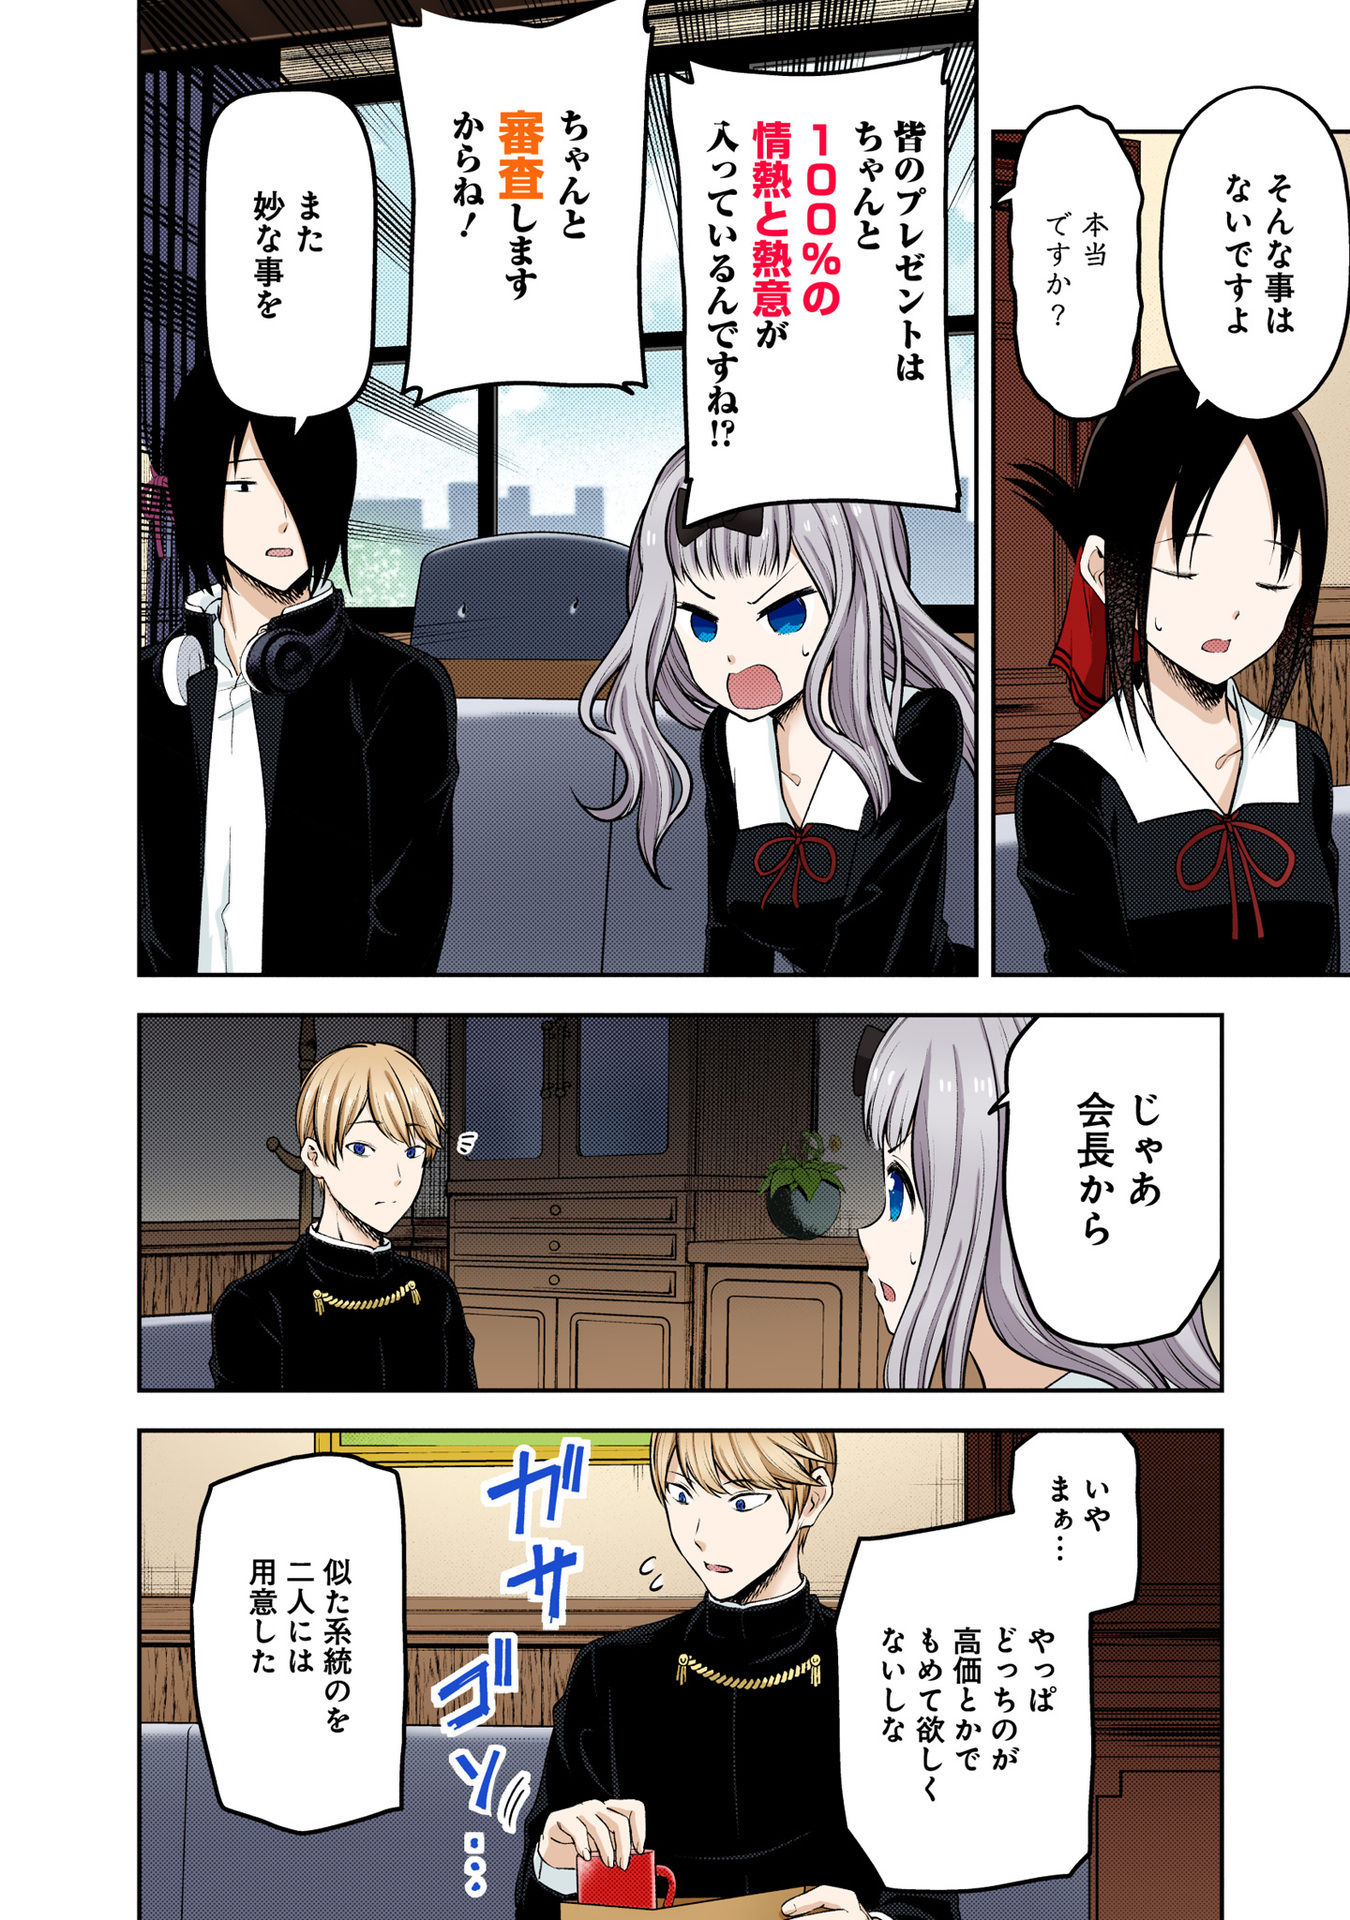 そんな事は
ないですよ
本当
ですか?
皆のプレゼントは
ちゃんと
100%の
情熱と熱意が
入っているんですね!?
ちゃんと
審査します
からね!
また
妙な事を
じゃあ
会長から
いや
まぁ…
やっぱ
どっちのが
高価とかで
もめて欲しく
ないしな
ガサ
ゴソ…
似た系統のを
二人には
用意した